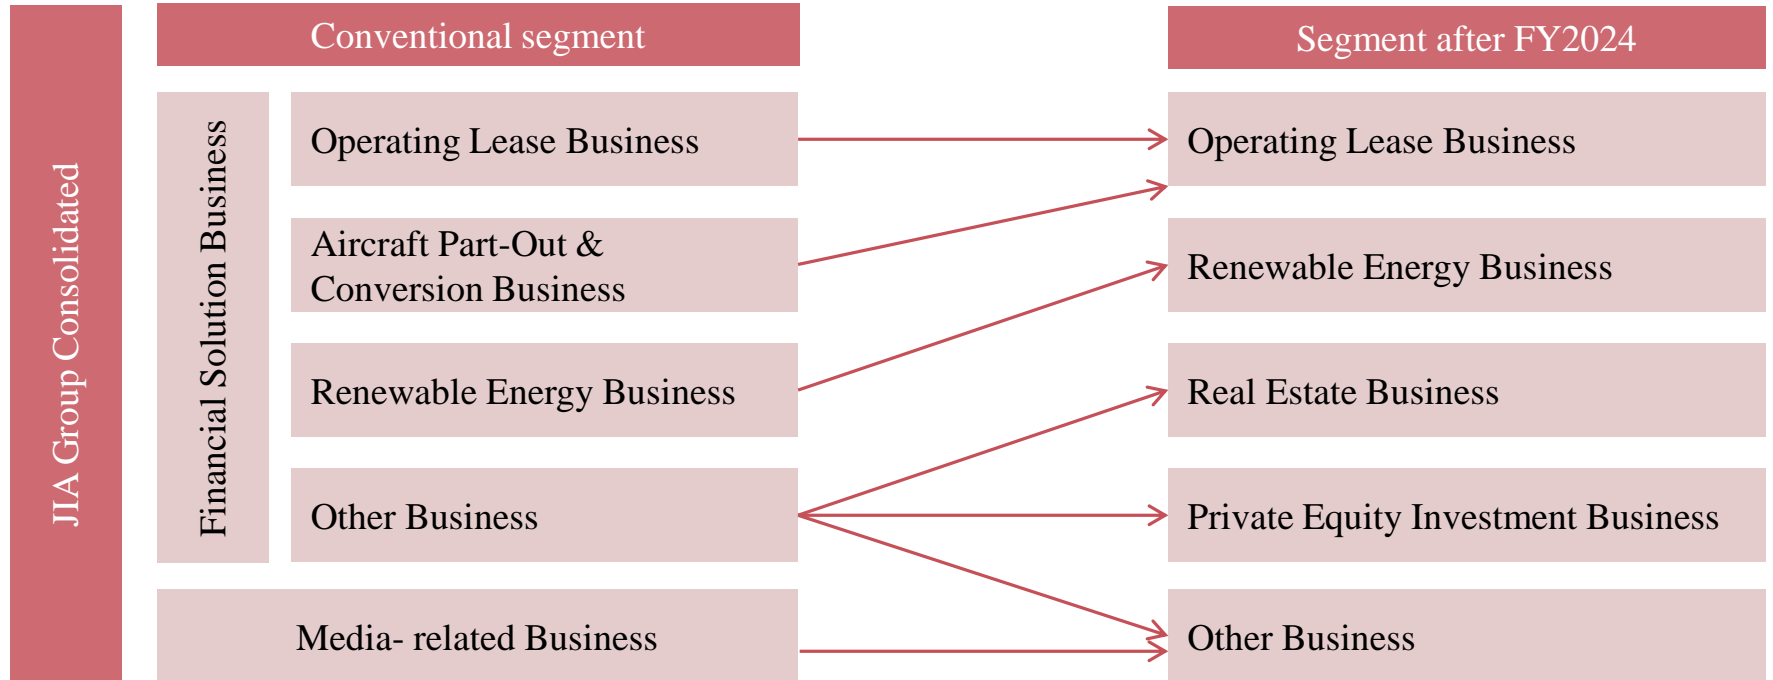 JIA Group Consolidated
Conventional segment
Segment after FY2024
Financial Solution Business
Operating Lease Business
Operating Lease Business
Aircraft Part-Out &
Conversion Business
Renewable Energy Business
Renewable Energy Business
Real Estate Business
Other Business
Private Equity Investment Business
Media- related Business
Other Business